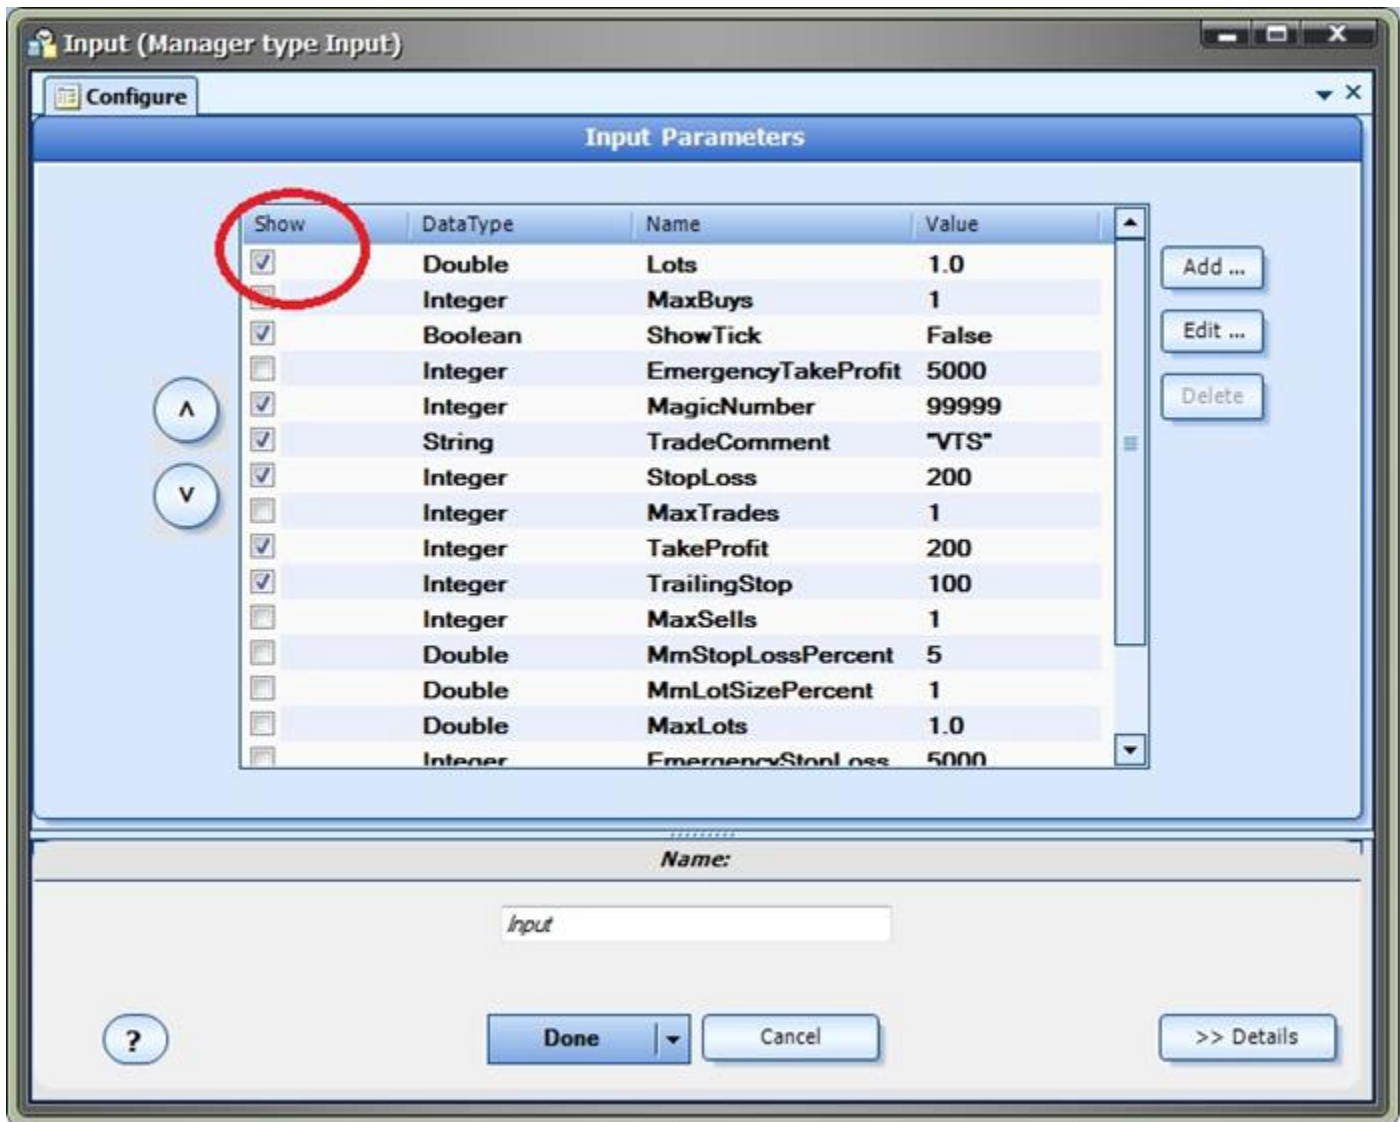 Input (Manager type Input)
Configure
Input Parameters
Show DataType Name Value
Double Lots 1.0
Integer MaxBuys 1
Boolean ShowTick False
Integer EmergencyTakeProfit 5000
Integer MagicNumber 99999
String TradeComment "VTS"
Integer StopLoss 200
Integer MaxTrades 1
Integer TakeProfit 200
Integer TrailingStop 100
Integer MaxSells 1
Double MmStopLossPercent 5
Double MmLotSizePercent 1
Double MaxLots 1.0
Integer EmergencyStopLoss 5000
Add ...
Edit ...
Delete
Name:
Input
? Done Cancel >> Details